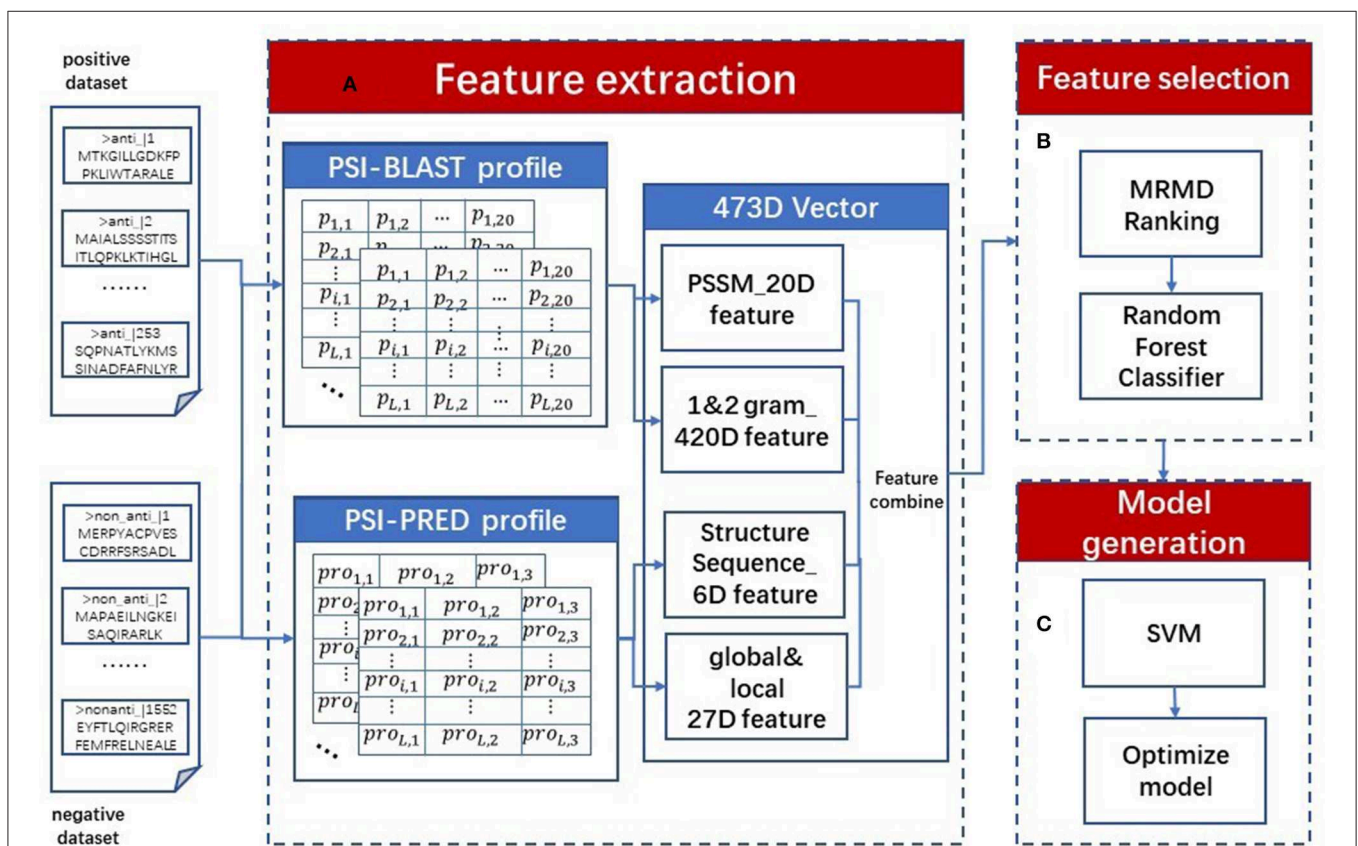 positive
dataset
>anti_|1
MTKGILLGDKFP
PKLIWTARALE
>anti_|2
MAIALSSSSTITS
ITLQPKLKTIHGL
......
>anti_|253
SQPNATLYKMS
SINADFAFNLYR
>non_anti_|1
MERPYACPVES
CDRRFSRSADL
>non_anti_|2
MAPAEILNGKEI
SAQIRARLK
......
>nonanti_|1552
EYFTLQIRGRER
FEMFRELNEALE
negative
dataset
A
Feature extraction
PSI-BLAST profile
p1,1 p1,2 ... p1,20
p2,1
⋮
pi,1
⋮
pL,1
...
p1,1 p1,2 ... p1,20
p2,1 p2,2 ... p2,20
⋮ ⋮ ⋮ ⋮
pi,1 pi,2 ... pi,20
⋮ ⋮ ⋮
pL,1 pL,2 ... pL,20
PSI-PRED profile
pro1,1 pro1,2 pro1,3
⋮
⋮
...
pro1,1 pro1,2 pro1,3
pro2,1 pro2,2 pro2,3
⋮ ⋮ ⋮
proi,1 proi,2 proi,3
⋮ ⋮ ⋮
proL,1 proL,2 proL,3
473D Vector
PSSM_20D
feature
1&2 gram_
420D feature
Structure
Sequence_
6D feature
global&
local
27D feature
Feature
combine
Feature selection
B
MRMD
Ranking
Random
Forest
Classifier
Model
generation
C
SVM
Optimize
model